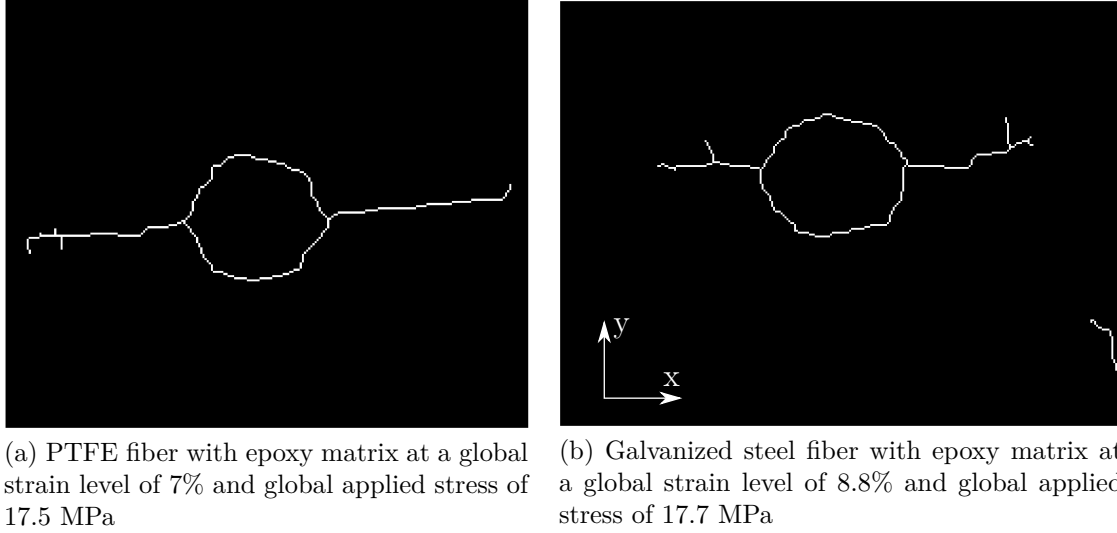 y
x
(a) PTFE fiber with epoxy matrix at a global
strain level of 7% and global applied stress of
17.5 MPa
(b) Galvanized steel fiber with epoxy matrix at
a global strain level of 8.8% and global applied
stress of 17.7 MPa